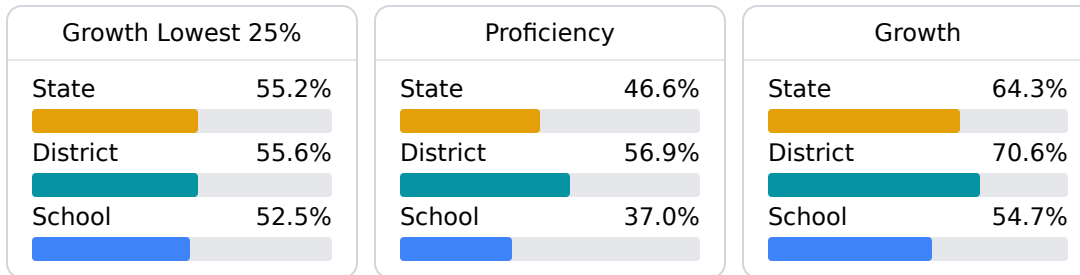 Growth Lowest 25%
State 55.2%
District 55.6%
School 52.5%
Proficiency
State 46.6%
District 56.9%
School 37.0%
Growth
State 64.3%
District 70.6%
School 54.7%